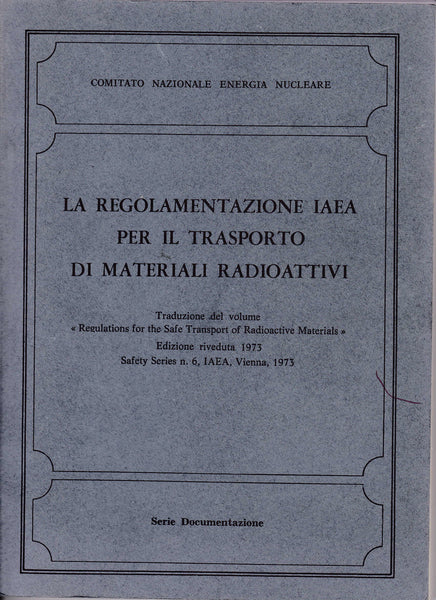 COMITATO NAZIONALE ENERGIA NUCLEARE
LA REGOLAMENTAZIONE IAEA
PER IL TRASPORTO
DI MATERIALI RADIOATTIVI
Traduzione del volume
« Regulations for the Safe Transport of Radioactive Materials »
Edizione riveduta 1973
Safety Series n. 6, IAEA, Vienna, 1973
Serie Documentazione